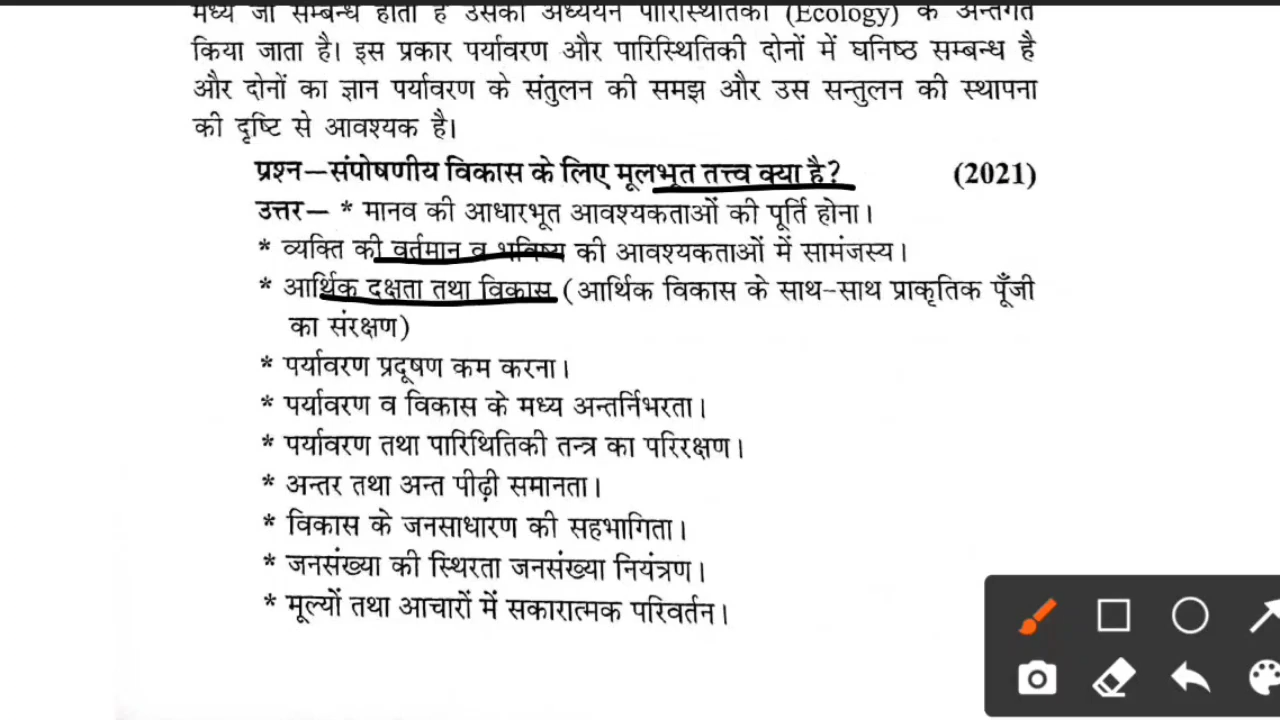 मध्य जो सम्बन्ध होता है उसका अध्ययन पारिस्थितिकी (Ecology) के अन्तर्गत
किया जाता है। इस प्रकार पर्यावरण और पारिस्थितिकी दोनों में घनिष्ठ सम्बन्ध है
और दोनों का ज्ञान पर्यावरण के संतुलन की समझ और उस सन्तुलन की स्थापना
की दृष्टि से आवश्यक है।
प्रश्न–संपोषणीय विकास के लिए मूलभूत तत्त्व क्या है? (2021)
उत्तर– * मानव की आधारभूत आवश्यकताओं की पूर्ति होना।
* व्यक्ति की वर्तमान व भविष्य की आवश्यकताओं में सामंजस्य।
* आर्थिक दक्षता तथा विकास (आर्थिक विकास के साथ-साथ प्राकृतिक पूँजी
का संरक्षण)
* पर्यावरण प्रदूषण कम करना।
* पर्यावरण व विकास के मध्य अन्तर्निभरता।
* पर्यावरण तथा पारिथितिकी तन्त्र का परिरक्षण।
* अन्तर तथा अन्त पीढ़ी समानता।
* विकास के जनसाधारण की सहभागिता।
* जनसंख्या की स्थिरता जनसंख्या नियंत्रण।
* मूल्यों तथा आचारों में सकारात्मक परिवर्तन।